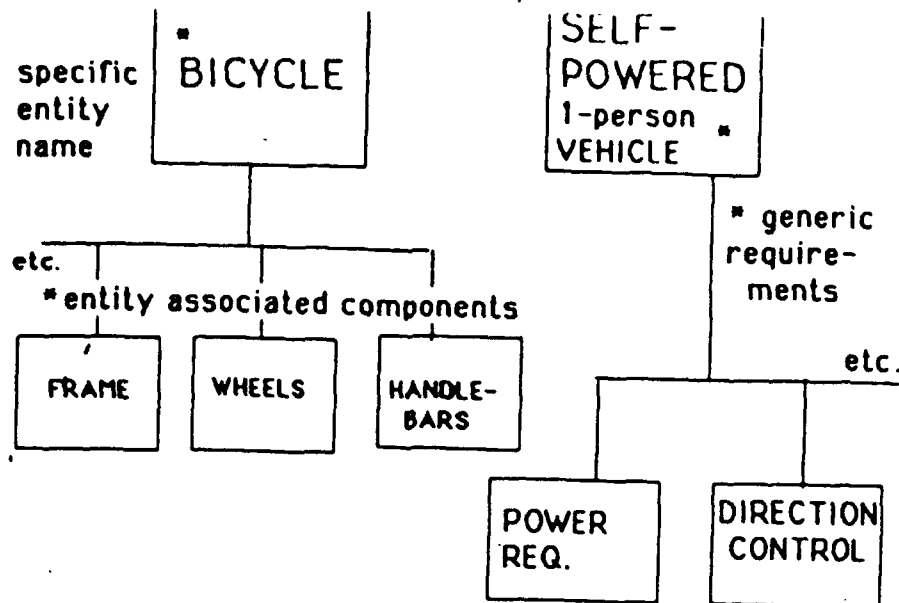 specific
entity
name
* BICYCLE
SELF-
POWERED
1-person
VEHICLE *
* generic
require-
ments
etc.
* entity associated components
FRAME
WHEELS
HANDLE-
BARS
etc.
POWER
REQ.
DIRECTION
CONTROL